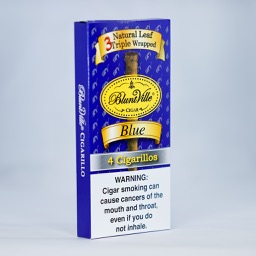 3 Natural Leaf
Triple Wrapped
BluntVille
CIGAR
Blue
4 Cigarillos
WARNING:
Cigar smoking can
cause cancers of the
mouth and throat,
even if you do
not inhale.
BluntVille CIGARILLO